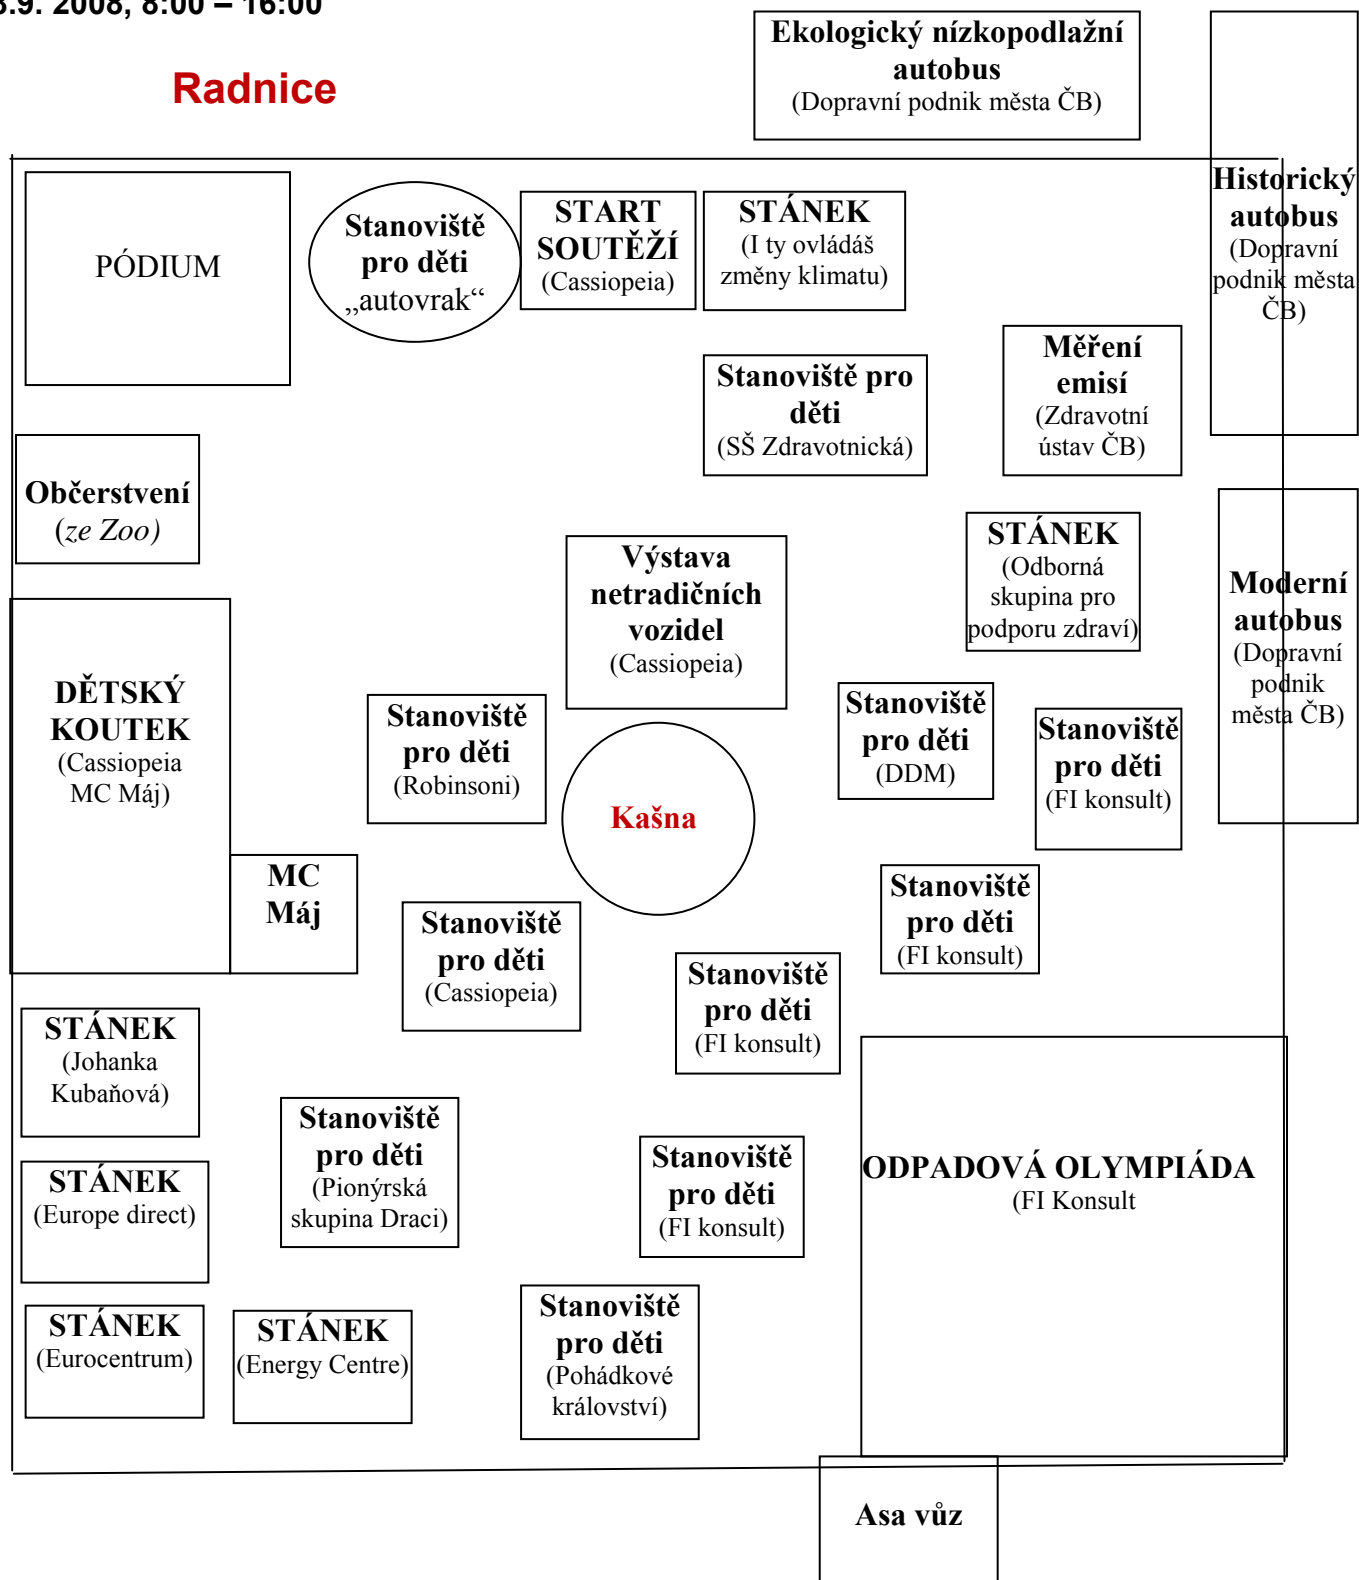 .9. 2008, 8:00 – 16:00
Ekologický nízkopodlažní
autobus
(Dopravní podnik města ČB)
Radnice
Historický
autobus
(Dopravní
podnik města
ČB)
PÓDIUM
Stanoviště
pro děti
„autovrak“
START
SOUTĚŽÍ
(Cassiopeia)
STÁNEK
(I ty ovládáš
změny klimatu)
Stanoviště pro
děti
(SŠ Zdravotnická)
Měření
emisí
(Zdravotní
ústav ČB)
Občerstvení
(ze Zoo)
Výstava
netradičních
vozidel
(Cassiopeia)
STÁNEK
(Odborná
skupina pro
podporu zdraví)
Moderní
autobus
(Dopravní
podnik
města ČB)
DĚTSKÝ
KOUTEK
(Cassiopeia
MC Máj)
Stanoviště
pro děti
(Robinsoni)
Kašna
Stanoviště
pro děti
(DDM)
Stanoviště
pro děti
(FI konsult)
MC
Máj
Stanoviště
pro děti
(Cassiopeia)
Stanoviště
pro děti
(FI konsult)
Stanoviště
pro děti
(FI konsult)
STÁNEK
(Johanka
Kubaňová)
Stanoviště
pro děti
(Pionýrská
skupina Draci)
Stanoviště
pro děti
(FI konsult)
ODPADOVÁ OLYMPIÁDA
(FI Konsult
STÁNEK
(Europe direct)
STÁNEK
(Eurocentrum)
STÁNEK
(Energy Centre)
Stanoviště
pro děti
(Pohádkové
království)
Asa vůz